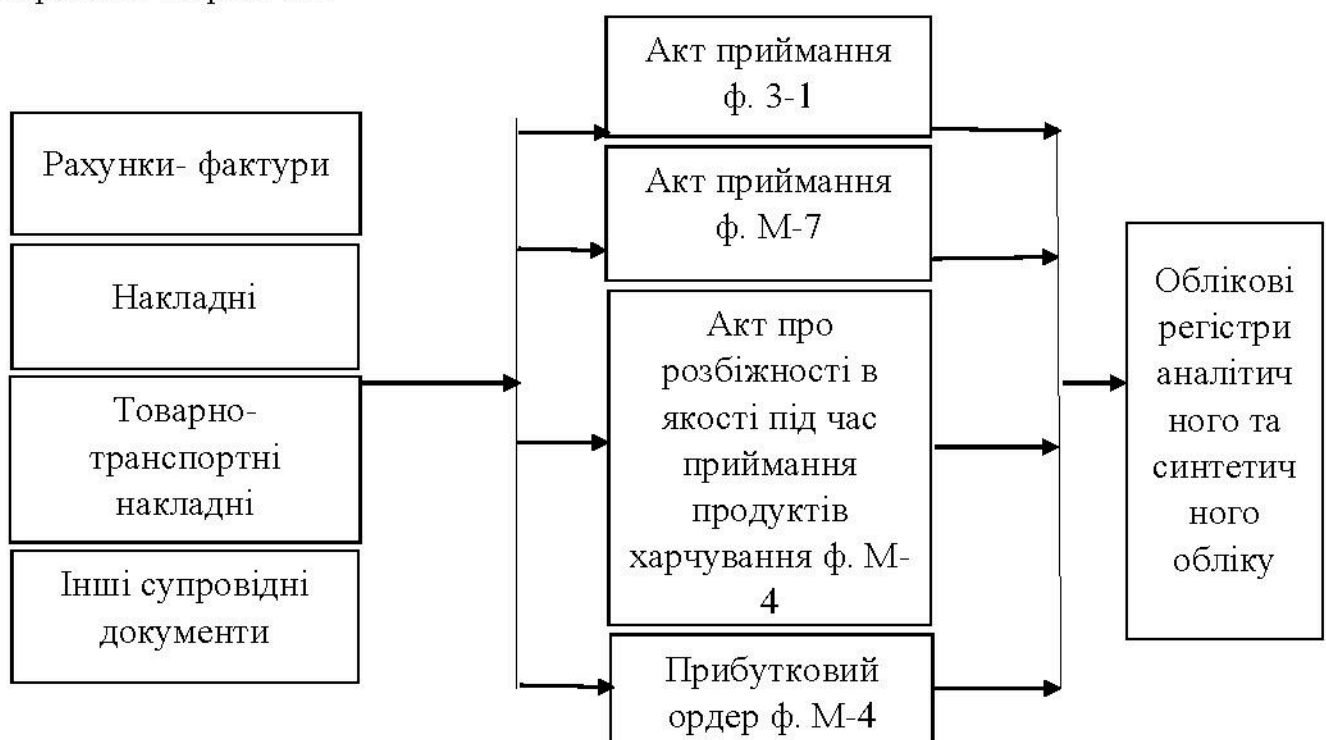 Рахунки- фактури
Накладні
Товарно-
транспортні
накладні
Інші супровідні
документи
Акт приймання
ф. 3-1
Акт приймання
ф. М-7
Акт про
розбіжності в
якості під час
приймання
продуктів
харчування ф. М-
4
Прибутковий
ордер ф. М-4
Облікові
регістри
аналітич
ного та
синтетич
ного
обліку